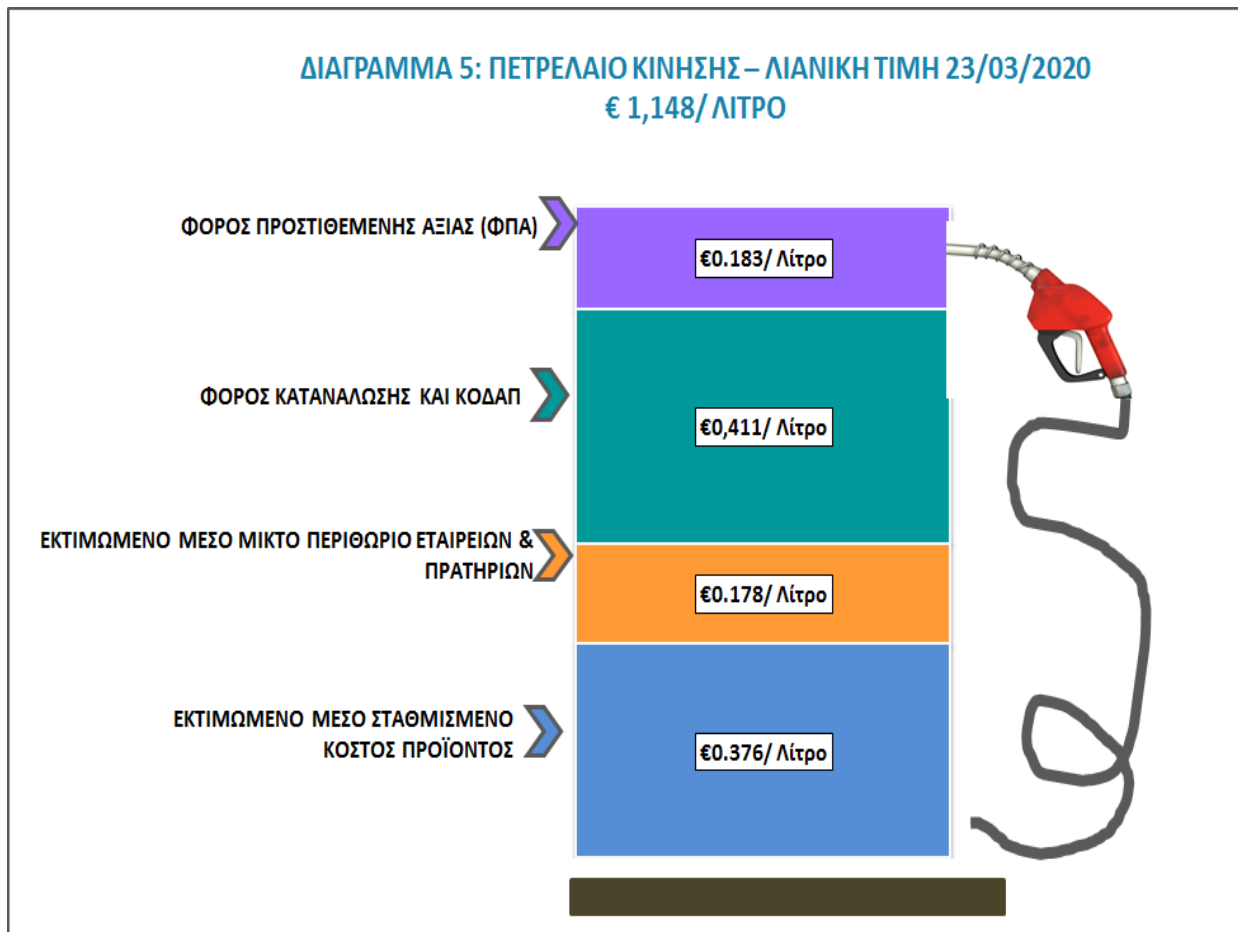 ΔΙΑΓΡΑΜΜΑ 5: ΠΕΤΡΕΛΑΙΟ ΚΙΝΗΣΗΣ – ΛΙΑΝΙΚΗ ΤΙΜΗ 23/03/2020
€ 1,148/ ΛΙΤΡΟ
ΦΟΡΟΣ ΠΡΟΣΤΙΘΕΜΕΝΗΣ ΑΞΙΑΣ (ΦΠΑ)
€0.183/ Λίτρο
ΦΟΡΟΣ ΚΑΤΑΝΑΛΩΣΗΣ ΚΑΙ ΚΟΔΑΠ
€0,411/ Λίτρο
ΕΚΤΙΜΩΜΕΝΟ ΜΕΣΟ ΜΙΚΤΟ ΠΕΡΙΘΩΡΙΟ ΕΤΑΙΡΕΙΩΝ &
ΠΡΑΤΗΡΙΩΝ
€0.178/ Λίτρο
ΕΚΤΙΜΩΜΕΝΟ ΜΕΣΟ ΣΤΑΘΜΙΣΜΕΝΟ
ΚΟΣΤΟΣ ΠΡΟΪΟΝΤΟΣ
€0.376/ Λίτρο